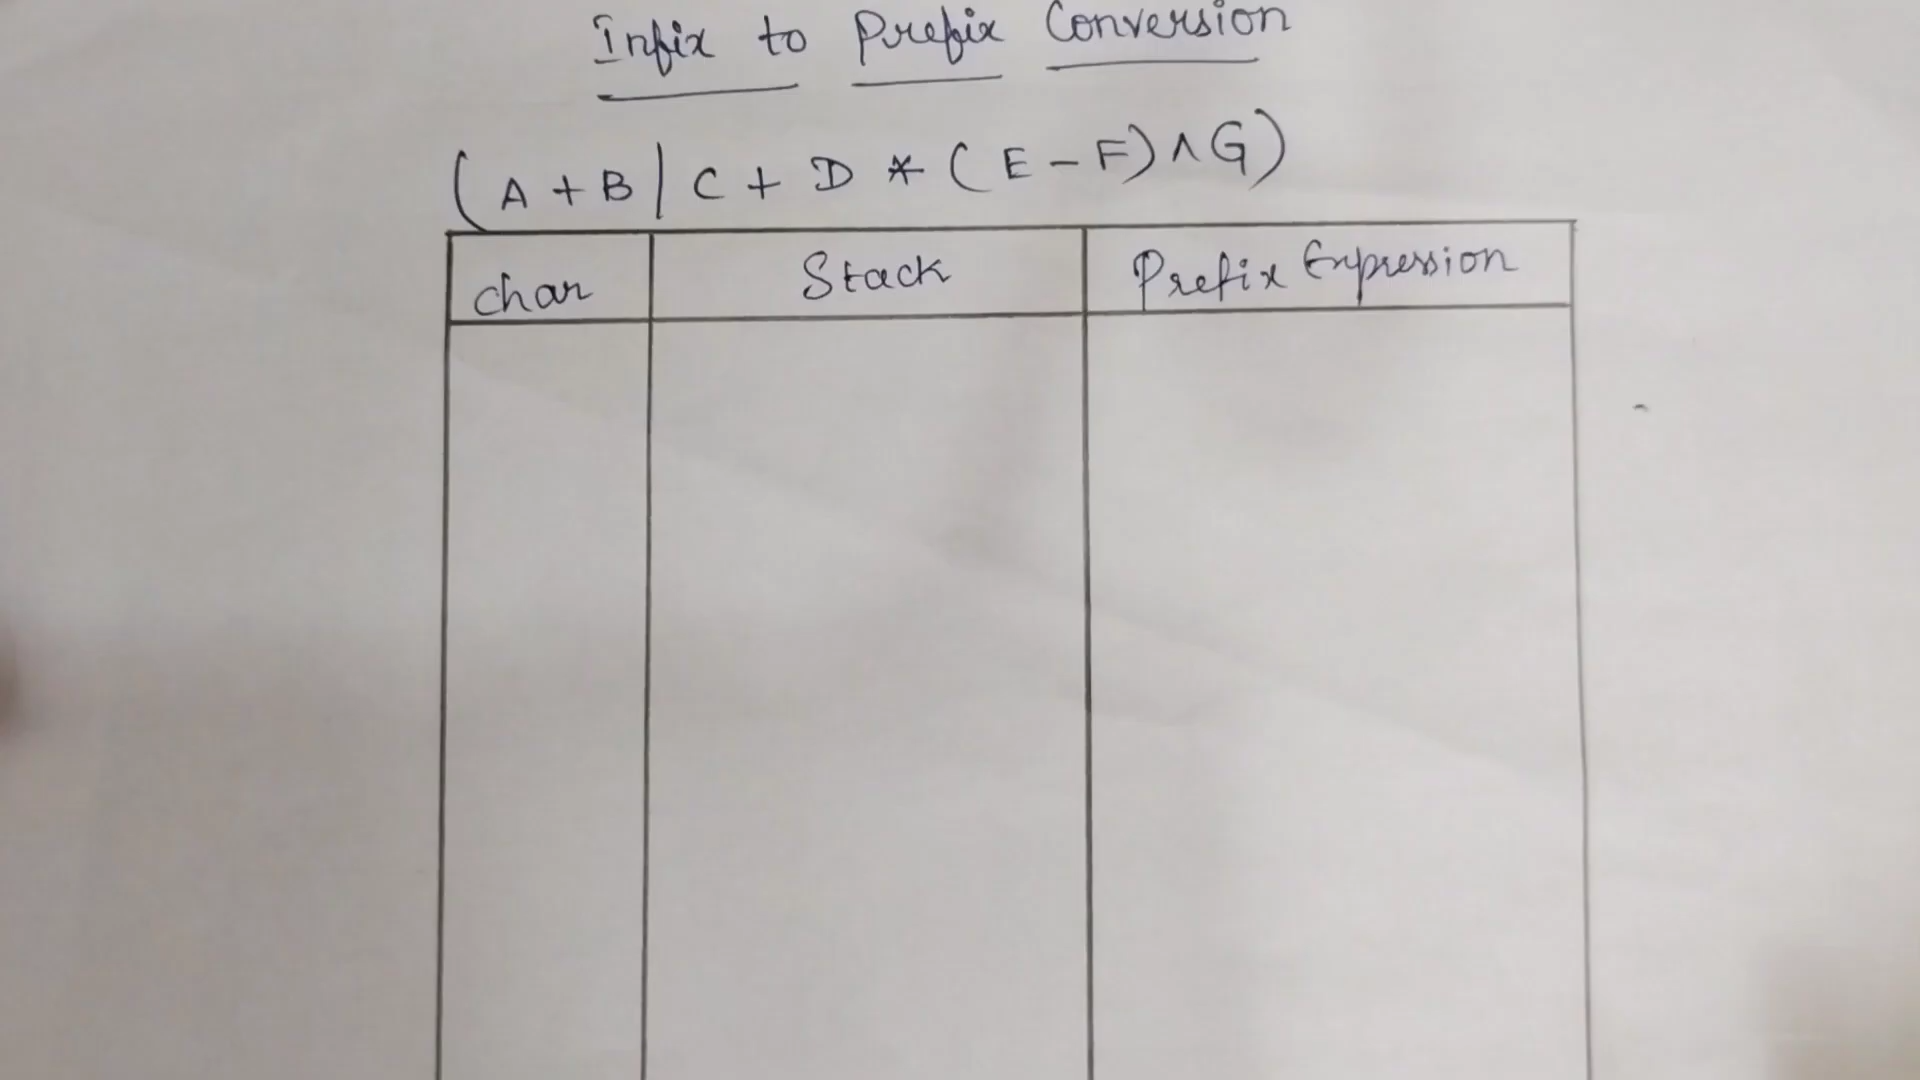 Infix to Prefix Conversion
(A + B / C + D * (E - F) ^ G)
Char Stack Prefix Expression